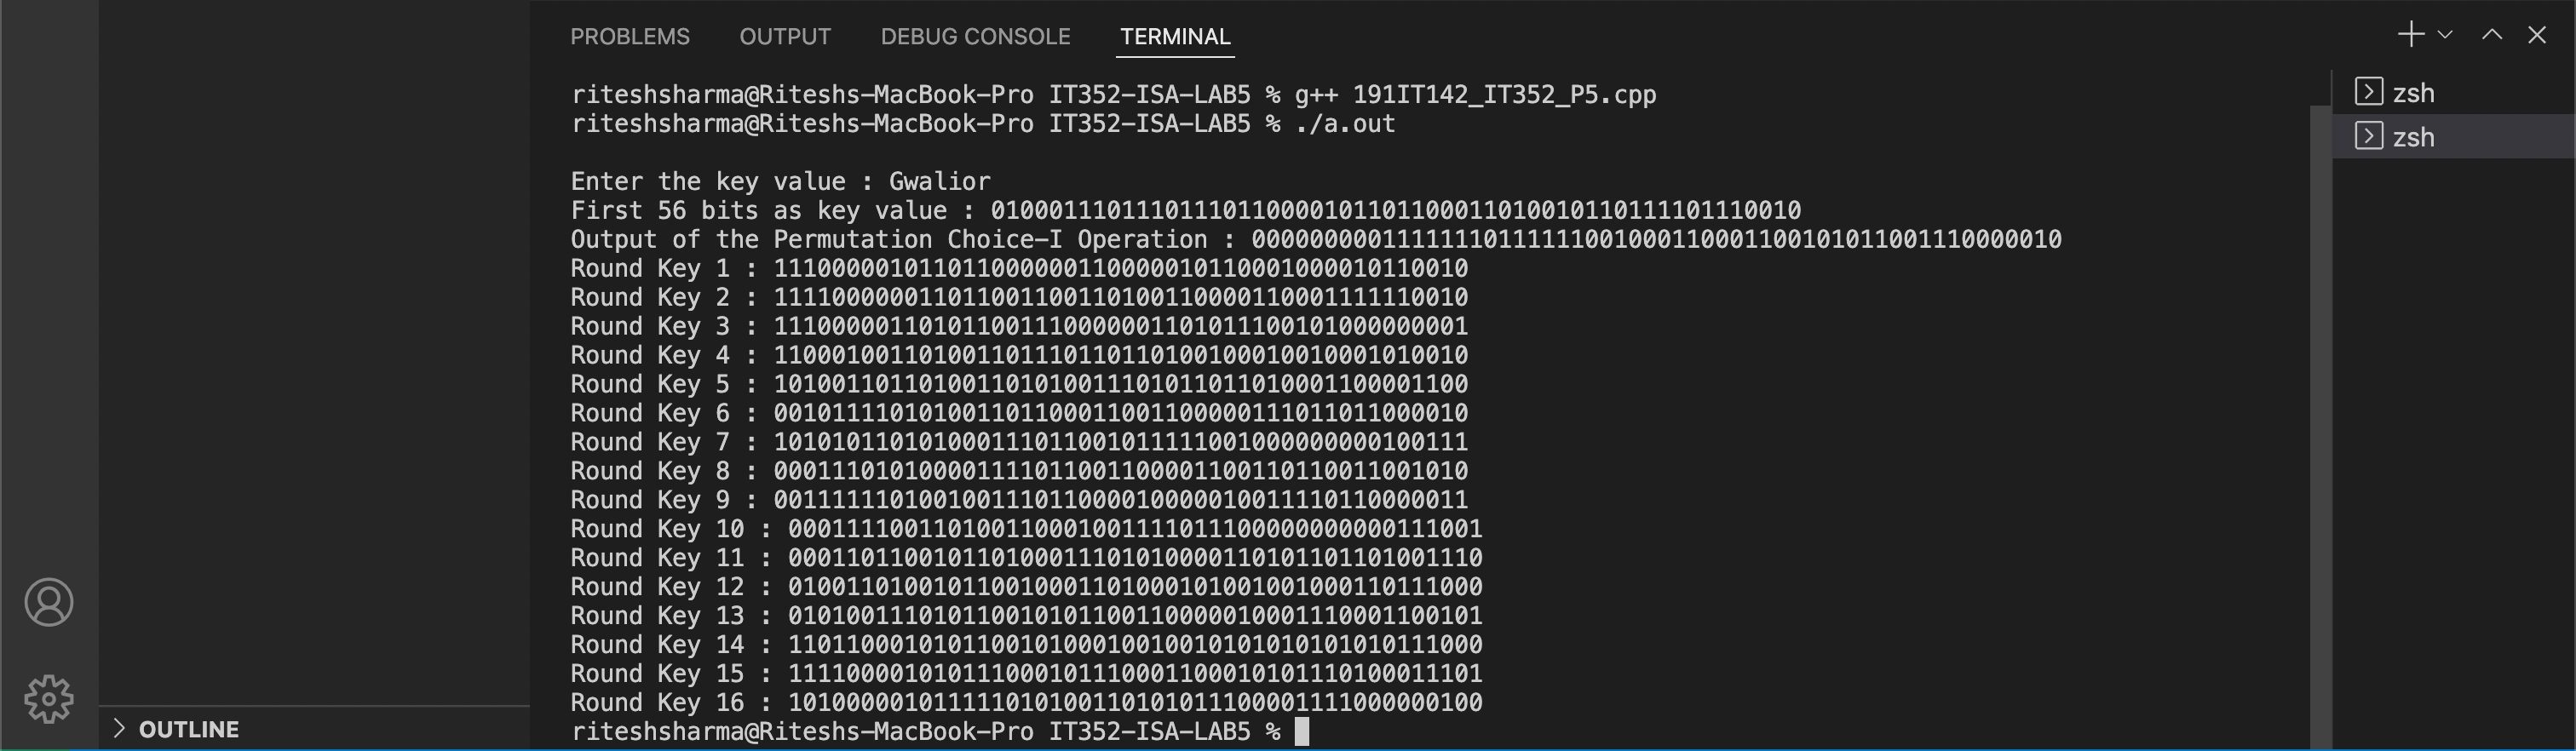 PROBLEMS OUTPUT DEBUG CONSOLE TERMINAL
riteshsharma@Riteshs-MacBook-Pro IT352-ISA-LAB5 % g++ 191IT142_IT352_P5.cpp
riteshsharma@Riteshs-MacBook-Pro IT352-ISA-LAB5 % ./a.out
Enter the key value : Gwalior
First 56 bits as key value : 01000111011101110110000101101100011010010110111101110010
Output of the Permutation Choice-I Operation : 00000000011111110111111001000110001100101011001110000010
Round Key 1 : 111000001011011000000110000010110001000010110010
Round Key 2 : 111100000011011001100110100110000110001111110010
Round Key 3 : 111000001101011001110000001101011100101000000001
Round Key 4 : 110001001101001101110110110100100010010001010010
Round Key 5 : 101001101101001101010011101011011010001100001100
Round Key 6 : 001011110101001101100011001100000111011011000010
Round Key 7 : 101010110101000111011001011111001000000000100111
Round Key 8 : 000111010100001111011001100001100110110011001010
Round Key 9 : 001111110100100111011000010000010011110110000011
Round Key 10 : 000111100110100110001001111011100000000000111001
Round Key 11 : 000110110010110100011101010000110101101101001110
Round Key 12 : 010011010010110010001101000101001001000110111000
Round Key 13 : 010100111010110010101100110000010001110001100101
Round Key 14 : 110110001010110010100010010010101010101010111000
Round Key 15 : 111100001010111000101110001100010101110100011101
Round Key 16 : 101000001011111010100110101011100001111000000100
riteshsharma@Riteshs-MacBook-Pro IT352-ISA-LAB5 %
zsh
zsh
OUTLINE